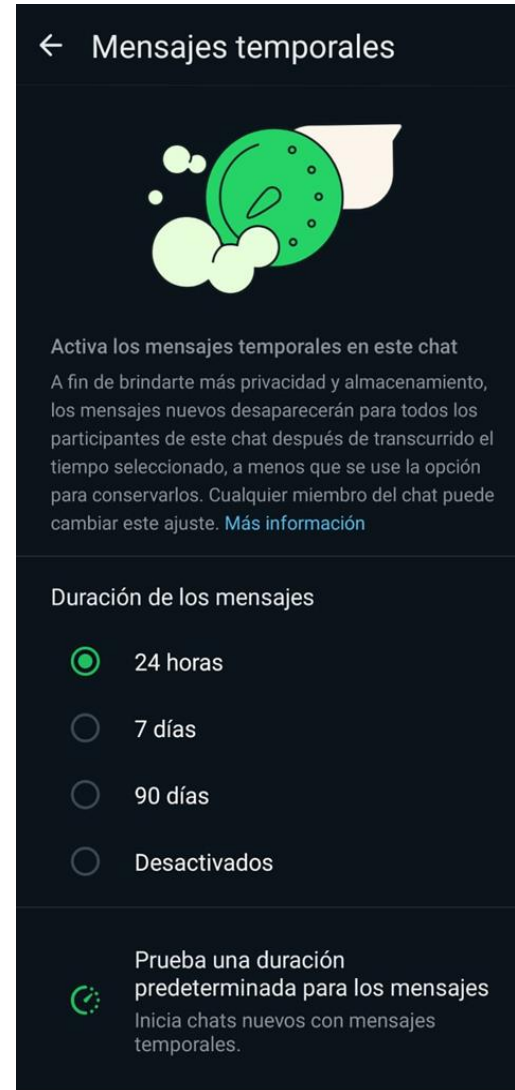 Mensajes temporales
Activa los mensajes temporales en este chat
A fin de brindarte más privacidad y almacenamiento,
los mensajes nuevos desaparecerán para todos los
participantes de este chat después de transcurrido el
tiempo seleccionado, a menos que se use la opción
para conservarlos. Cualquier miembro del chat puede
cambiar este ajuste. Más información
Duración de los mensajes
24 horas
7 días
90 días
Desactivados
Prueba una duración
predeterminada para los mensajes
Inicia chats nuevos con mensajes
temporales.